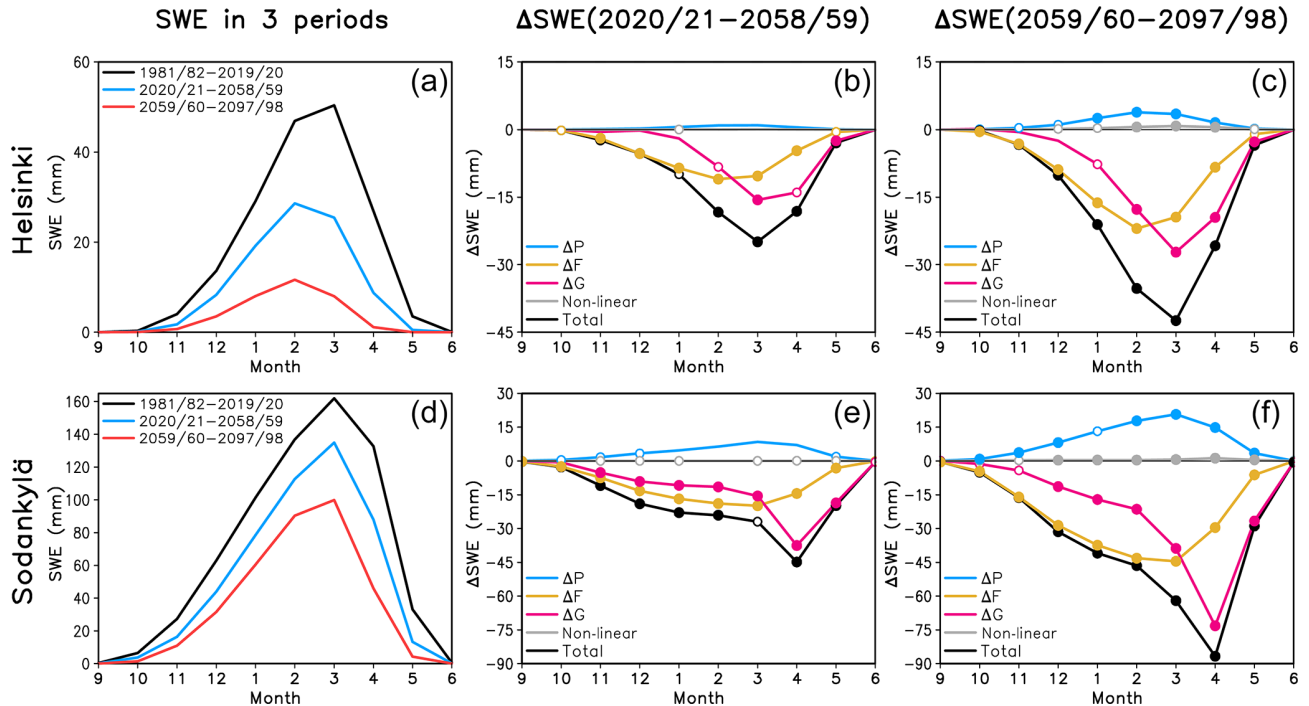 SWE in 3 periods
ΔSWE(2020/21−2058/59)
ΔSWE(2059/60−2097/98)
Helsinki
SWE (mm)
60
40
20
0
1981/82−2019/20
2020/21−2058/59
2059/60−2097/98
(a)
9 10 11 12 1 2 3 4 5 6
Month
ΔSWE (mm)
15
0
−15
−30
−45
(b)
ΔP
ΔF
ΔG
Non−linear
Total
9 10 11 12 1 2 3 4 5 6
Month
ΔSWE (mm)
15
0
−15
−30
−45
(c)
ΔP
ΔF
ΔG
Non−linear
Total
9 10 11 12 1 2 3 4 5 6
Month
Sodankylä
SWE (mm)
160
140
120
100
80
60
40
20
0
1981/82−2019/20
2020/21−2058/59
2059/60−2097/98
(d)
9 10 11 12 1 2 3 4 5 6
Month
ΔSWE (mm)
30
15
0
−15
−30
−45
−60
−75
−90
(e)
ΔP
ΔF
ΔG
Non−linear
Total
9 10 11 12 1 2 3 4 5 6
Month
ΔSWE (mm)
30
15
0
−15
−30
−45
−60
−75
−90
(f)
ΔP
ΔF
ΔG
Non−linear
Total
9 10 11 12 1 2 3 4 5 6
Month